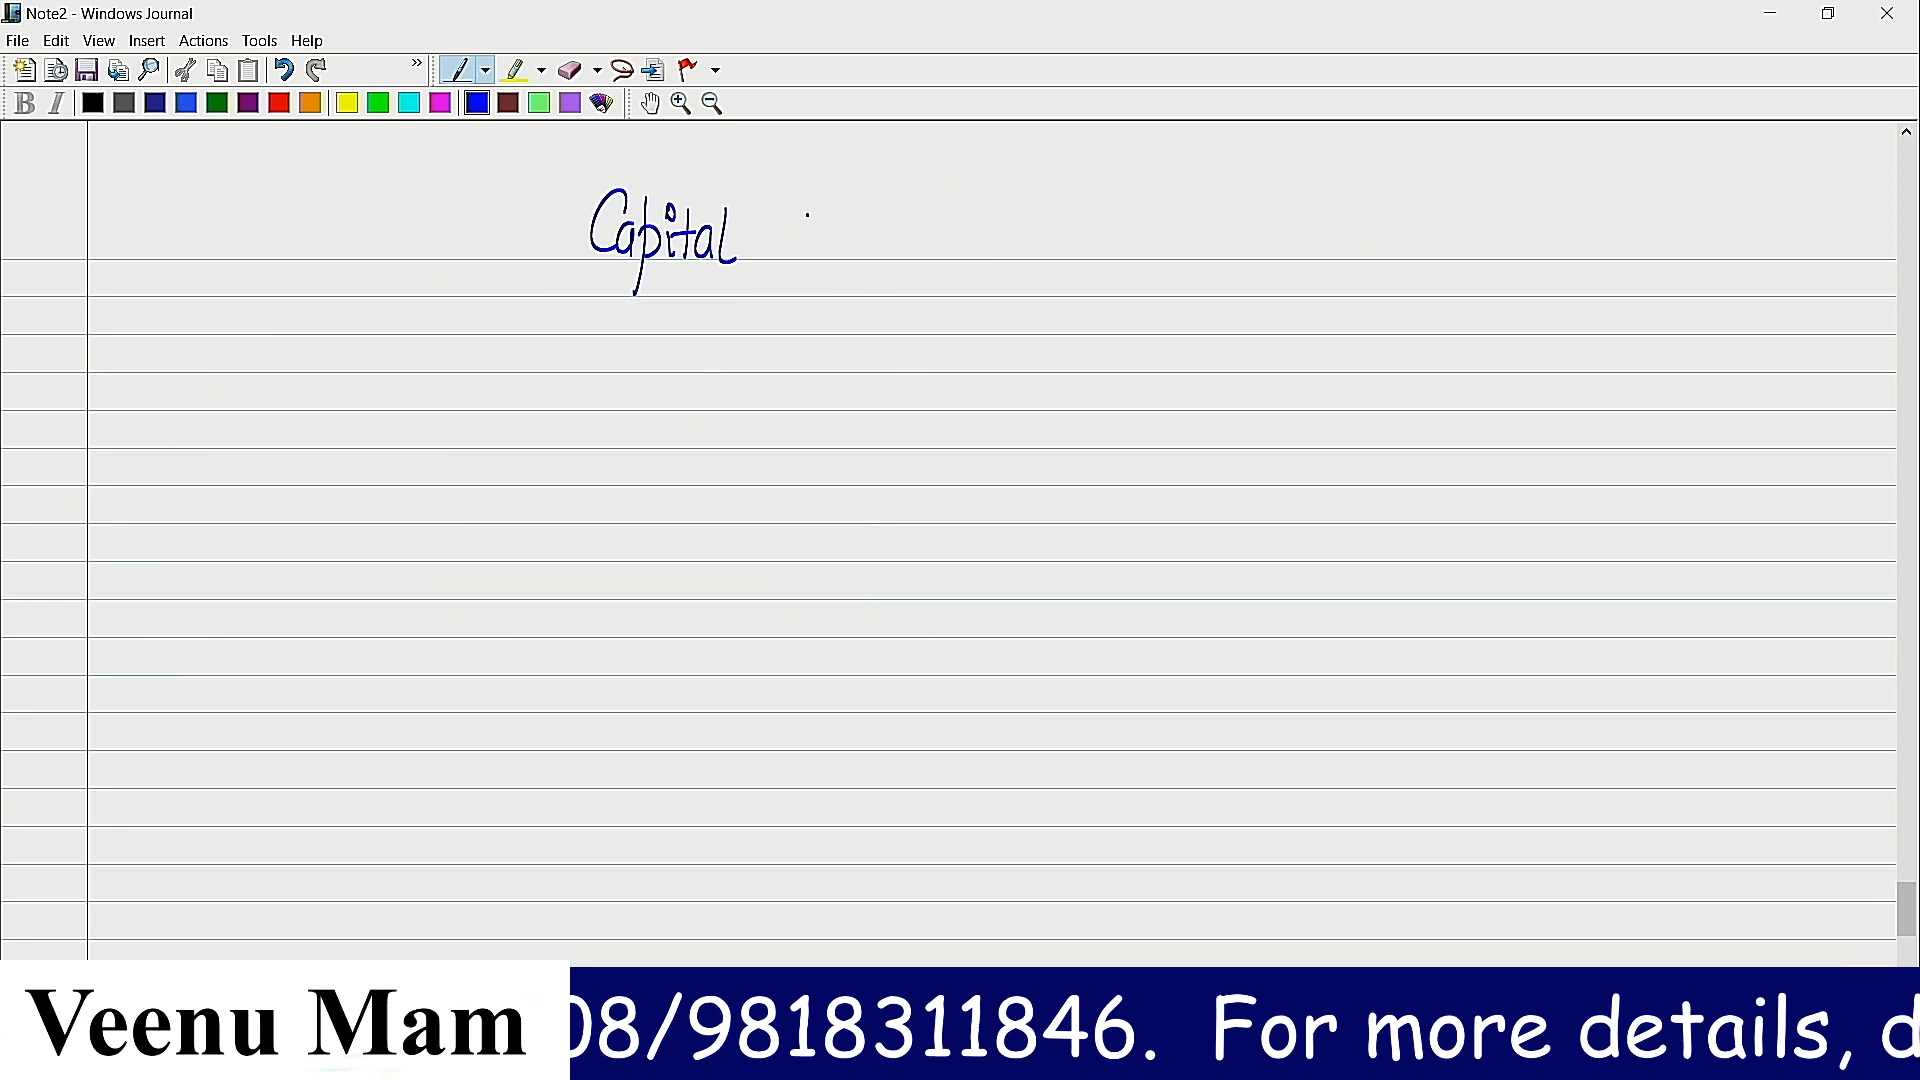 Note2 - Windows Journal
File Edit View Insert Actions Tools Help
B I
Capital
Veenu Mam
08/9818311846. For more details, d